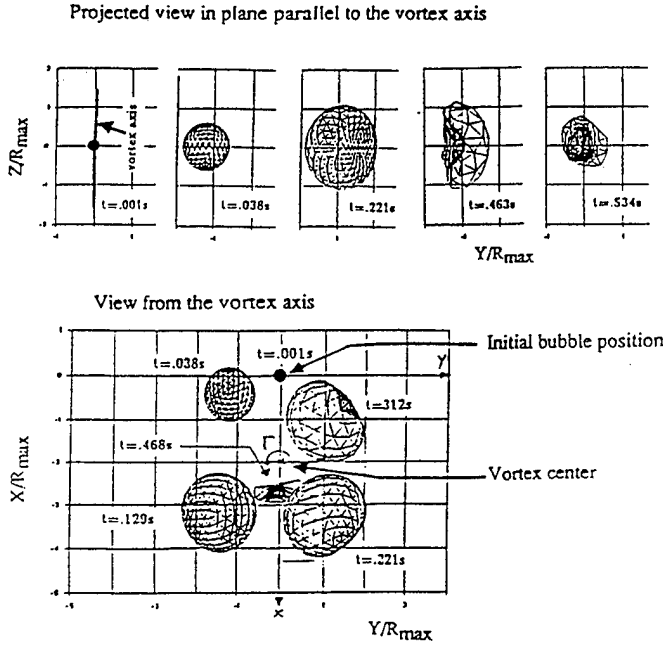 Projected view in plane parallel to the vortex axis
Z/Rmax
vortex axis
t=.001s
t=.038s
t=.221s
t=.463s
t=.534s
Y/Rmax
View from the vortex axis
t=.038s
t=.001s
Initial bubble position
Y
t=.312s
t=.468s
Γ
Vortex center
X/Rmax
t=.129s
t=.221s
X
Y/Rmax